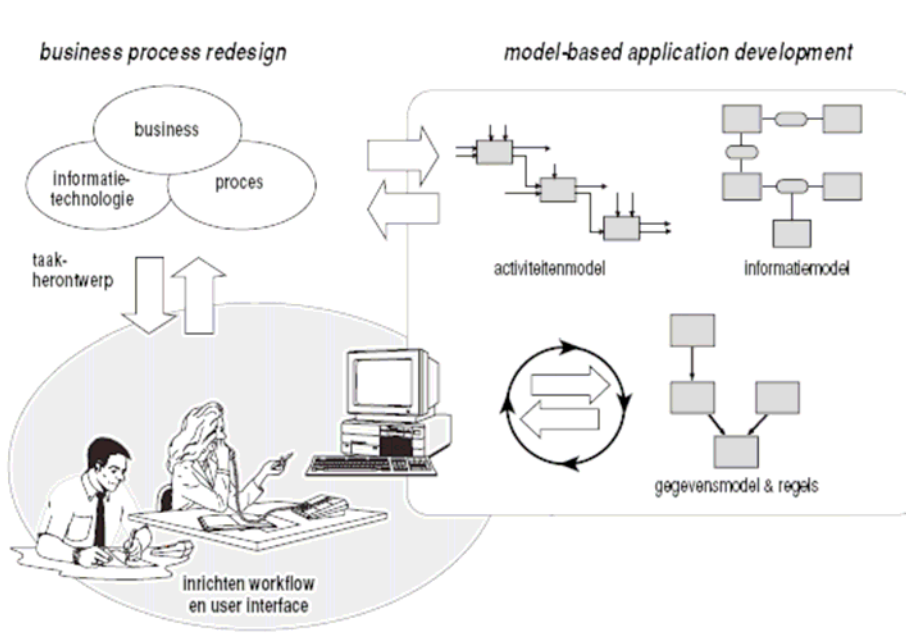 business process redesign
model-based application development
business
informatie-
technologie
proces
taak-
herontwerp
activiteitenmodel
informatiemodel
gegevensmodel & regels
inrichten workflow
en user interface